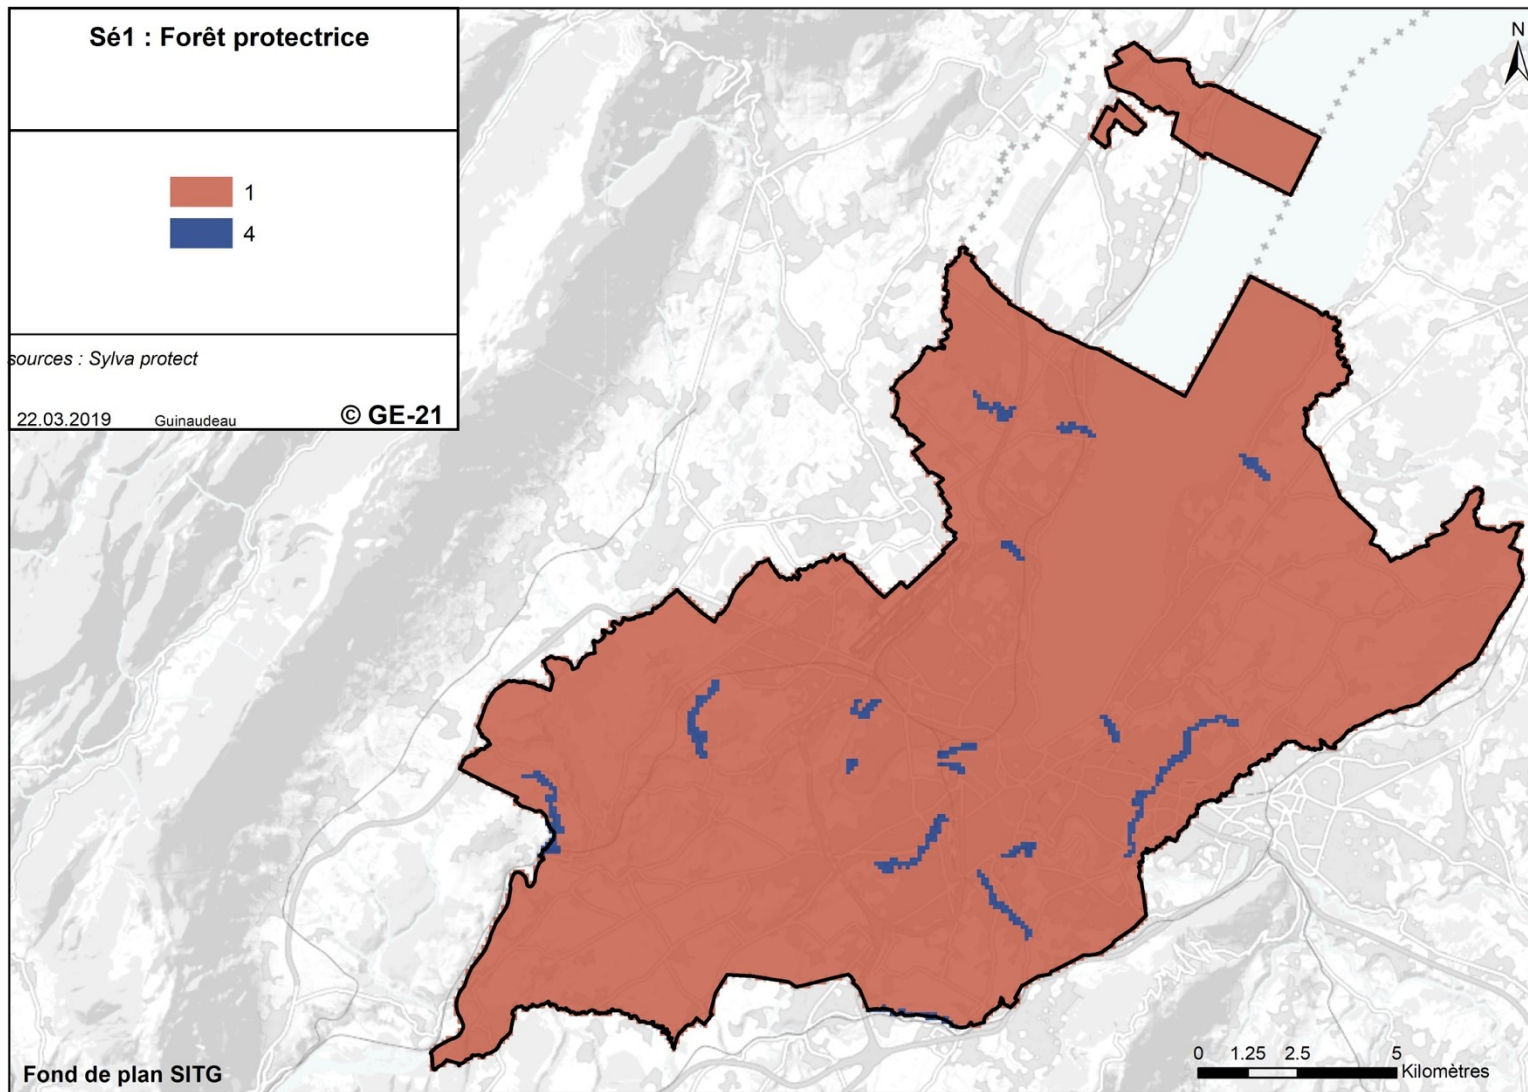 Sé1 : Forêt protectrice
1
4
sources : Sylva protect
22.03.2019 Guinaudeau © GE-21
N
0 1.25 2.5 5
Kilomètres
Fond de plan SITG